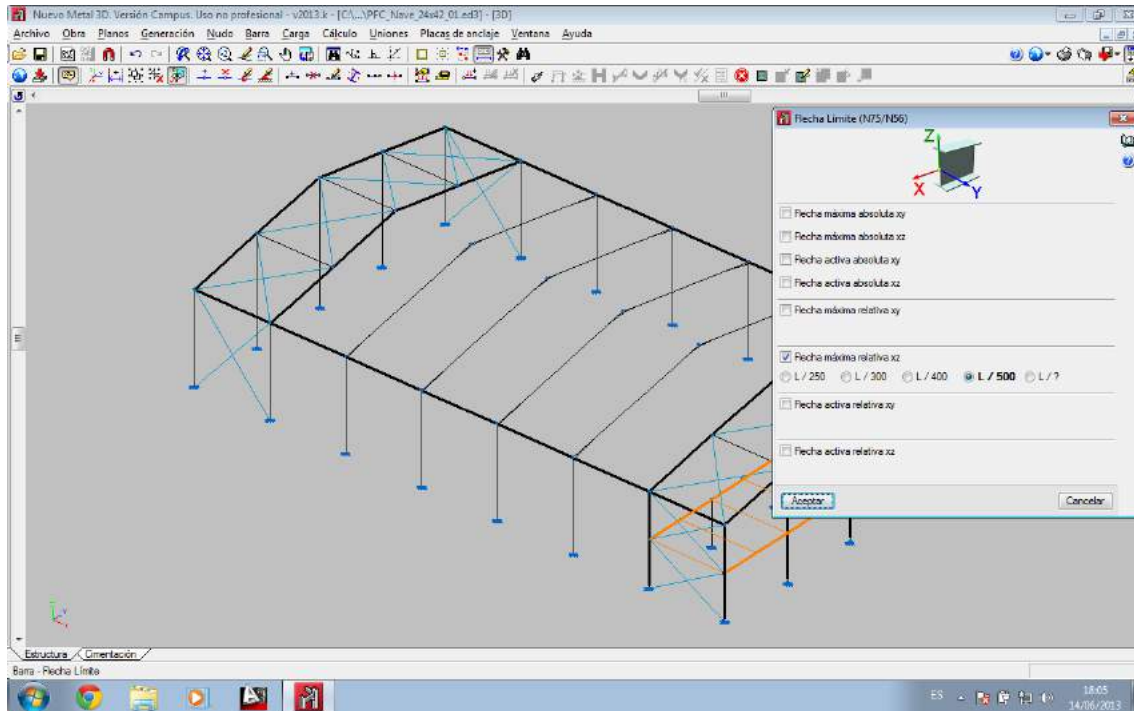 Nuevo Metal 3D. Versión Campus. Uso no profesional - v2013.k - [C:\...\PFC_Nave_24x42_01.ed3] - [3D]
Archivo Obra Planos Generación Nudo Barra Carga Cálculo Uniones Placas de anclaje Ventana Ayuda
Flecha Límite (N75/N56)
Z
X
Y
Flecha máxima absoluta xy
Flecha máxima absoluta xz
Flecha activa absoluta xy
Flecha activa absoluta xz
Flecha máxima relativa xy
Flecha máxima relativa xz
L / 250 L / 300 L / 400 L / 500 L / ?
Flecha activa relativa xy
Flecha activa relativa xz
Aceptar Cancelar
Estructura Cimentación
Barra - Flecha Límite
ES 18:05
14/06/2013